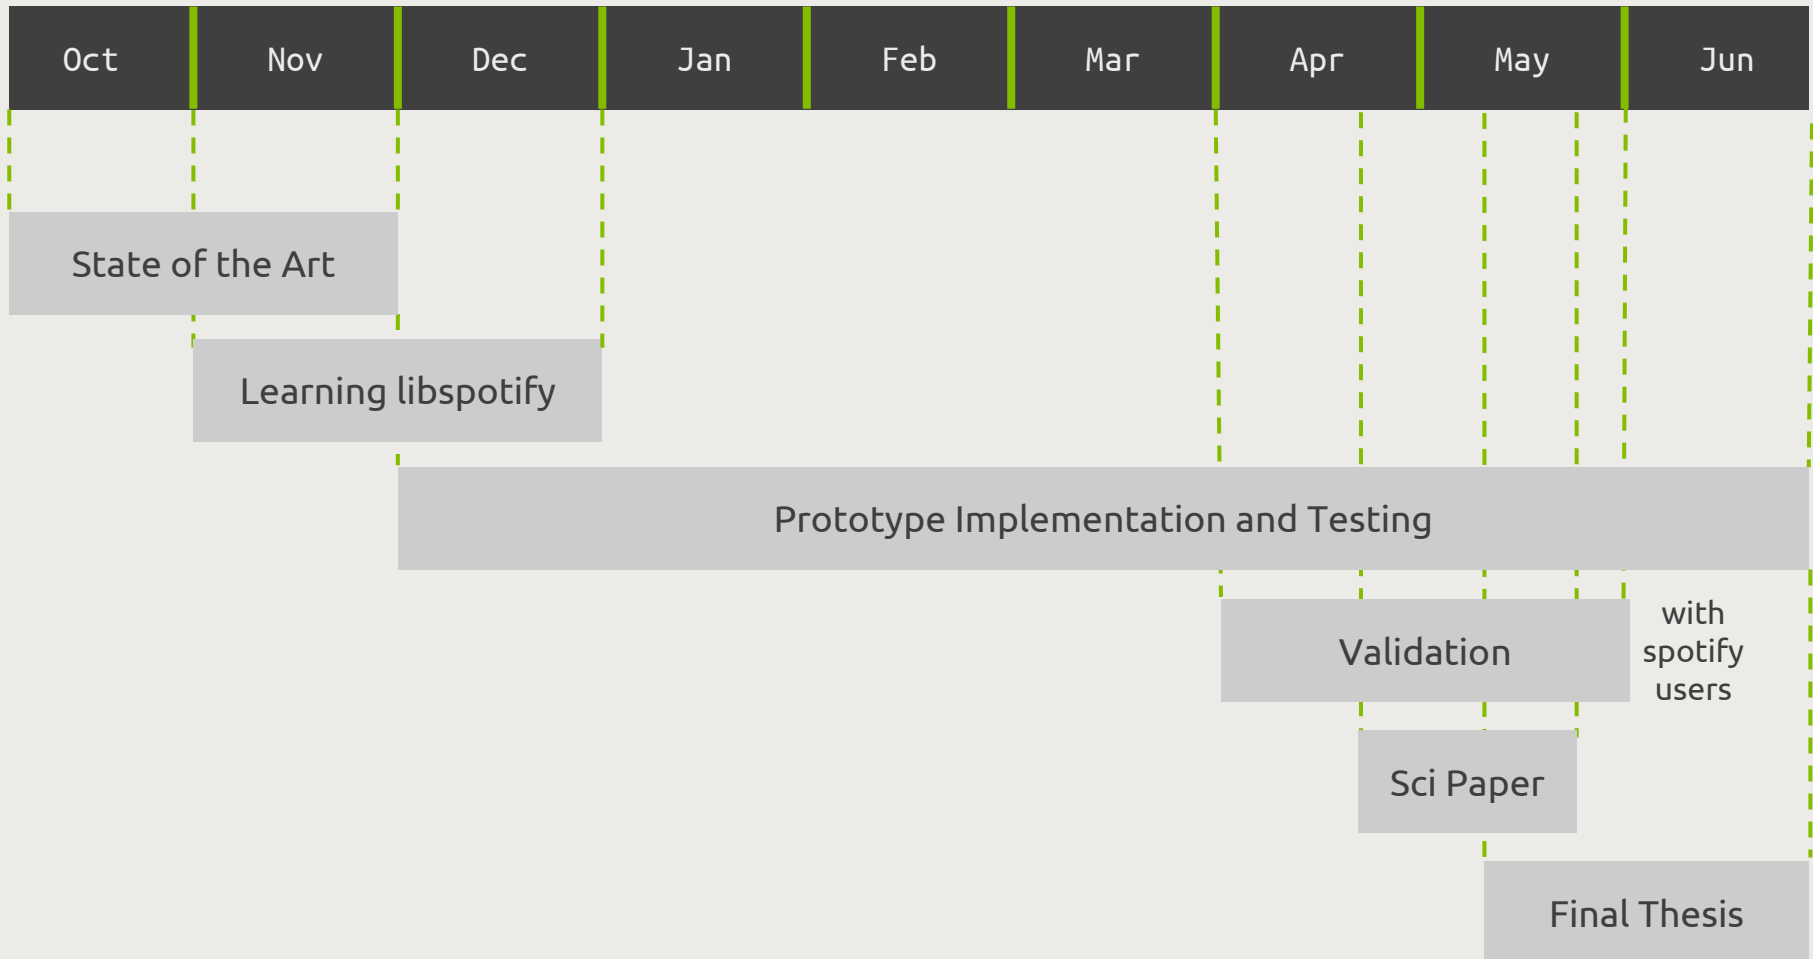 Oct Nov Dec Jan Feb Mar Apr May Jun
State of the Art
Learning libspotify
Prototype Implementation and Testing
Validation
with
spotify
users
Sci Paper
Final Thesis